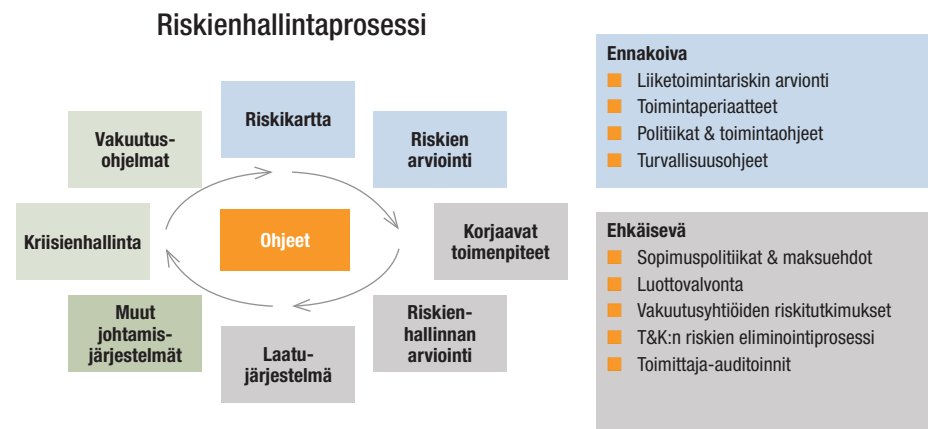 Riskienhallintaprosessi
Riskikartta
Riskien
arviointi
Korjaavat
toimenpiteet
Riskien-
hallinnan
arviointi
Laatu-
järjestelmä
Muut
johtamis-
järjestelmät
Kriisienhallinta
Vakuutus-
ohjelmat
Ohjeet
Ennakoiva
Liiketoimintariskin arvionti
Toimintaperiaatteet
Politiikat & toimintaohjeet
Turvallisuusohjeet
Ehkäisevä
Sopimuspolitiikat & maksuehdot
Luottovalvonta
Vakuutusyhtiöiden riskitutkimukset
T&K:n riskien eliminointiprosessi
Toimittaja-auditoinnit